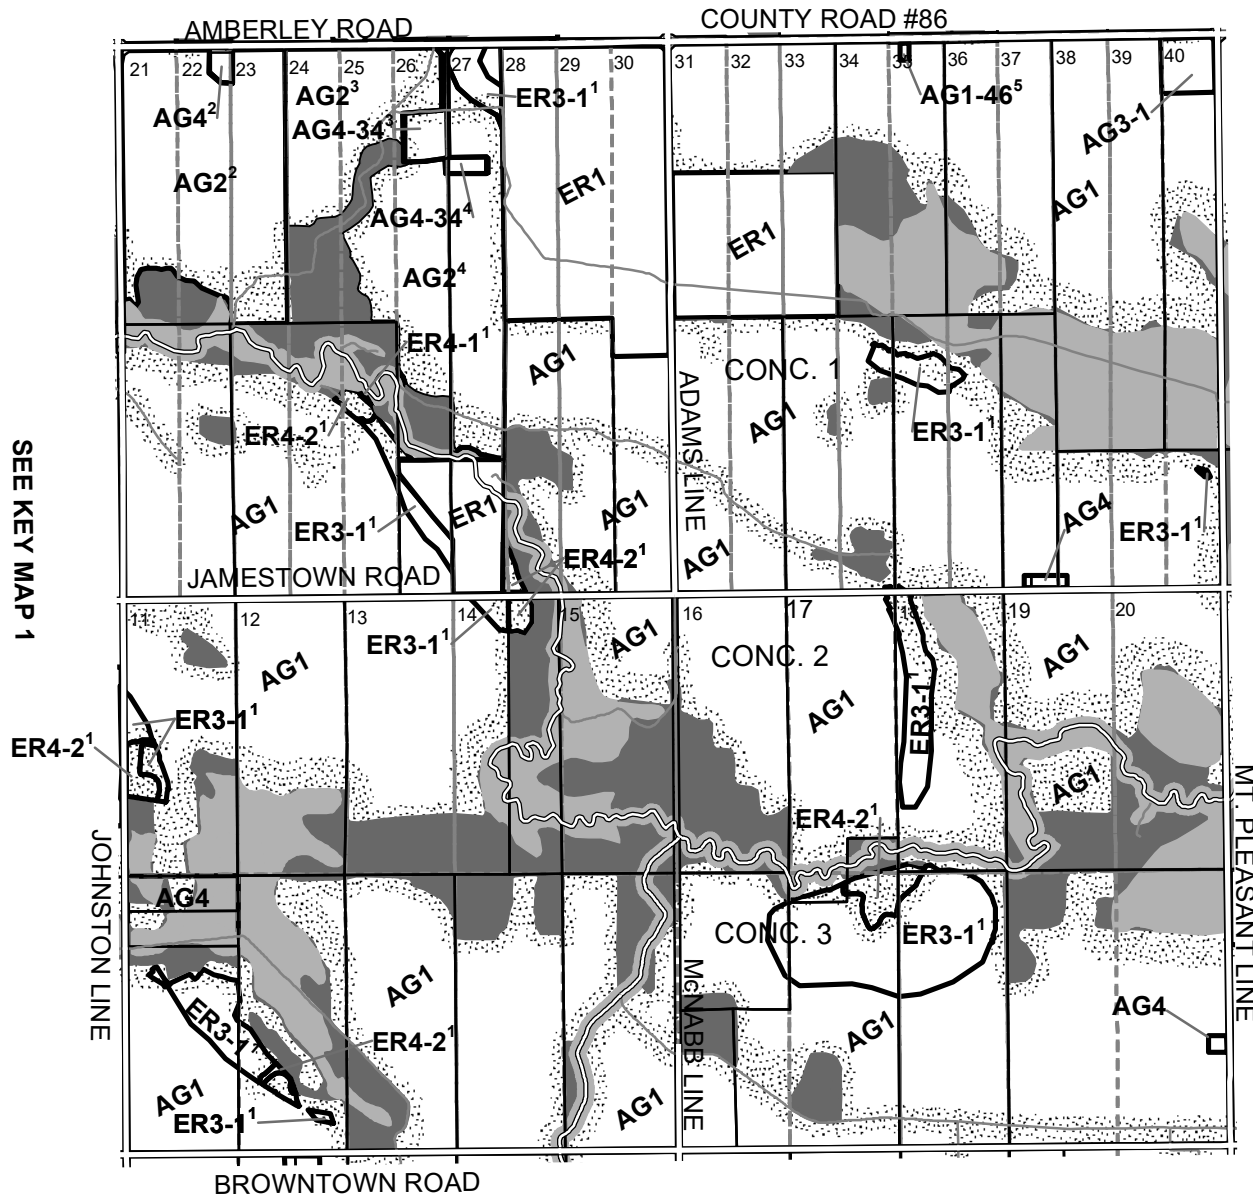 AMBERLEY ROAD
COUNTY ROAD #86
21
22
23
24
25
26
27
28
29
30
31
32
33
34
35
36
37
38
39
40
AG4²
AG2³
AG4-34³
ER3-1¹
AG1-46⁵
AG3-1
AG2²
ER1
AG1
AG4-34⁴
ER1
AG2⁴
ER4-1¹
AG1
CONC. 1
AG1
ADAMS LINE
ER4-2¹
ER3-1¹
SEE KEY MAP 1
AG1
ER3-1¹
ER1
AG1
AG1
AG4
ER3-1¹
ER4-2¹
JAMESTOWN ROAD
11
12
13
14
15
16
17
18
19
20
ER3-1¹
AG1
AG1
CONC. 2
AG1
AG1
ER3-1¹
ER3-1¹
ER4-2¹
AG1
MT. PLEASANT LINE
ER4-2¹
JOHNSTON LINE
AG4
CONC. 3
ER3-1¹
AG1
McNABB LINE
AG1
AG4
ER3-1¹
ER4-2¹
AG1
ER3-1¹
AG1
BROWNTOWN ROAD